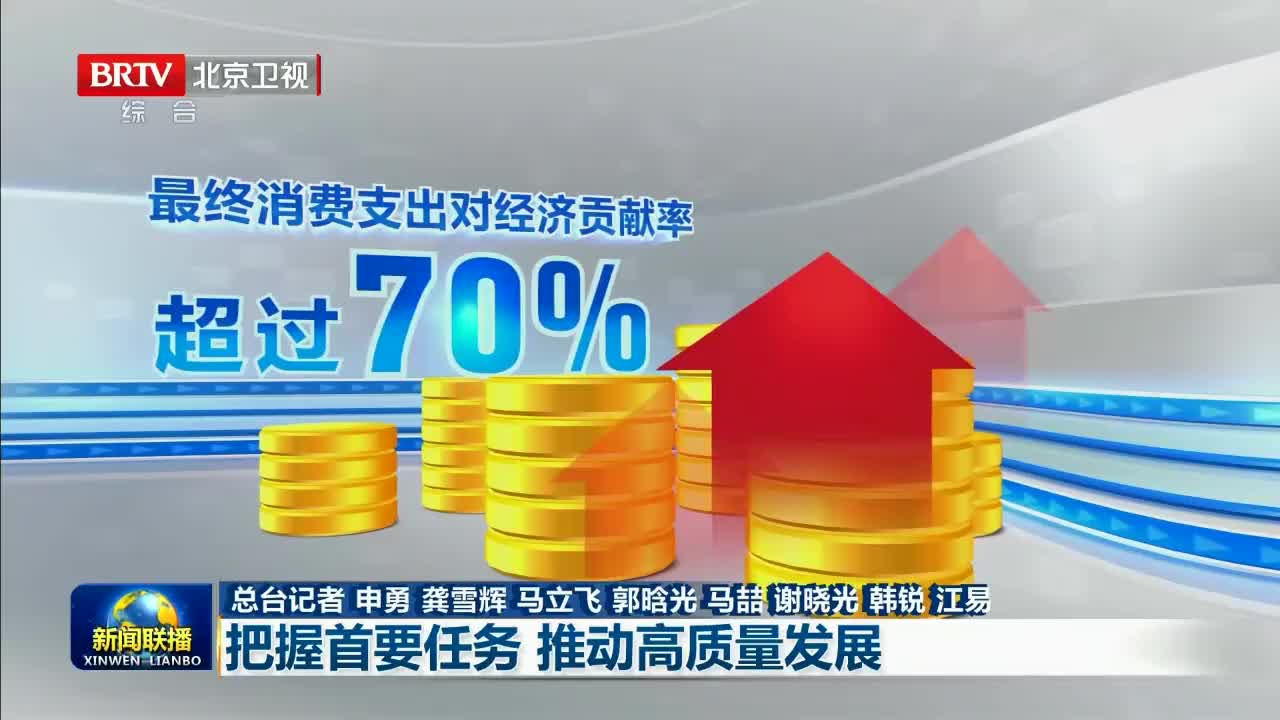 BRTV 北京卫视
综合
最终消费支出对经济贡献率
超过70%
总台记者 申勇 龚雪辉 马立飞 郭晗光 马喆 谢晓光 韩锐 江易
新闻联播
XINWEN LIANBO
把握首要任务 推动高质量发展